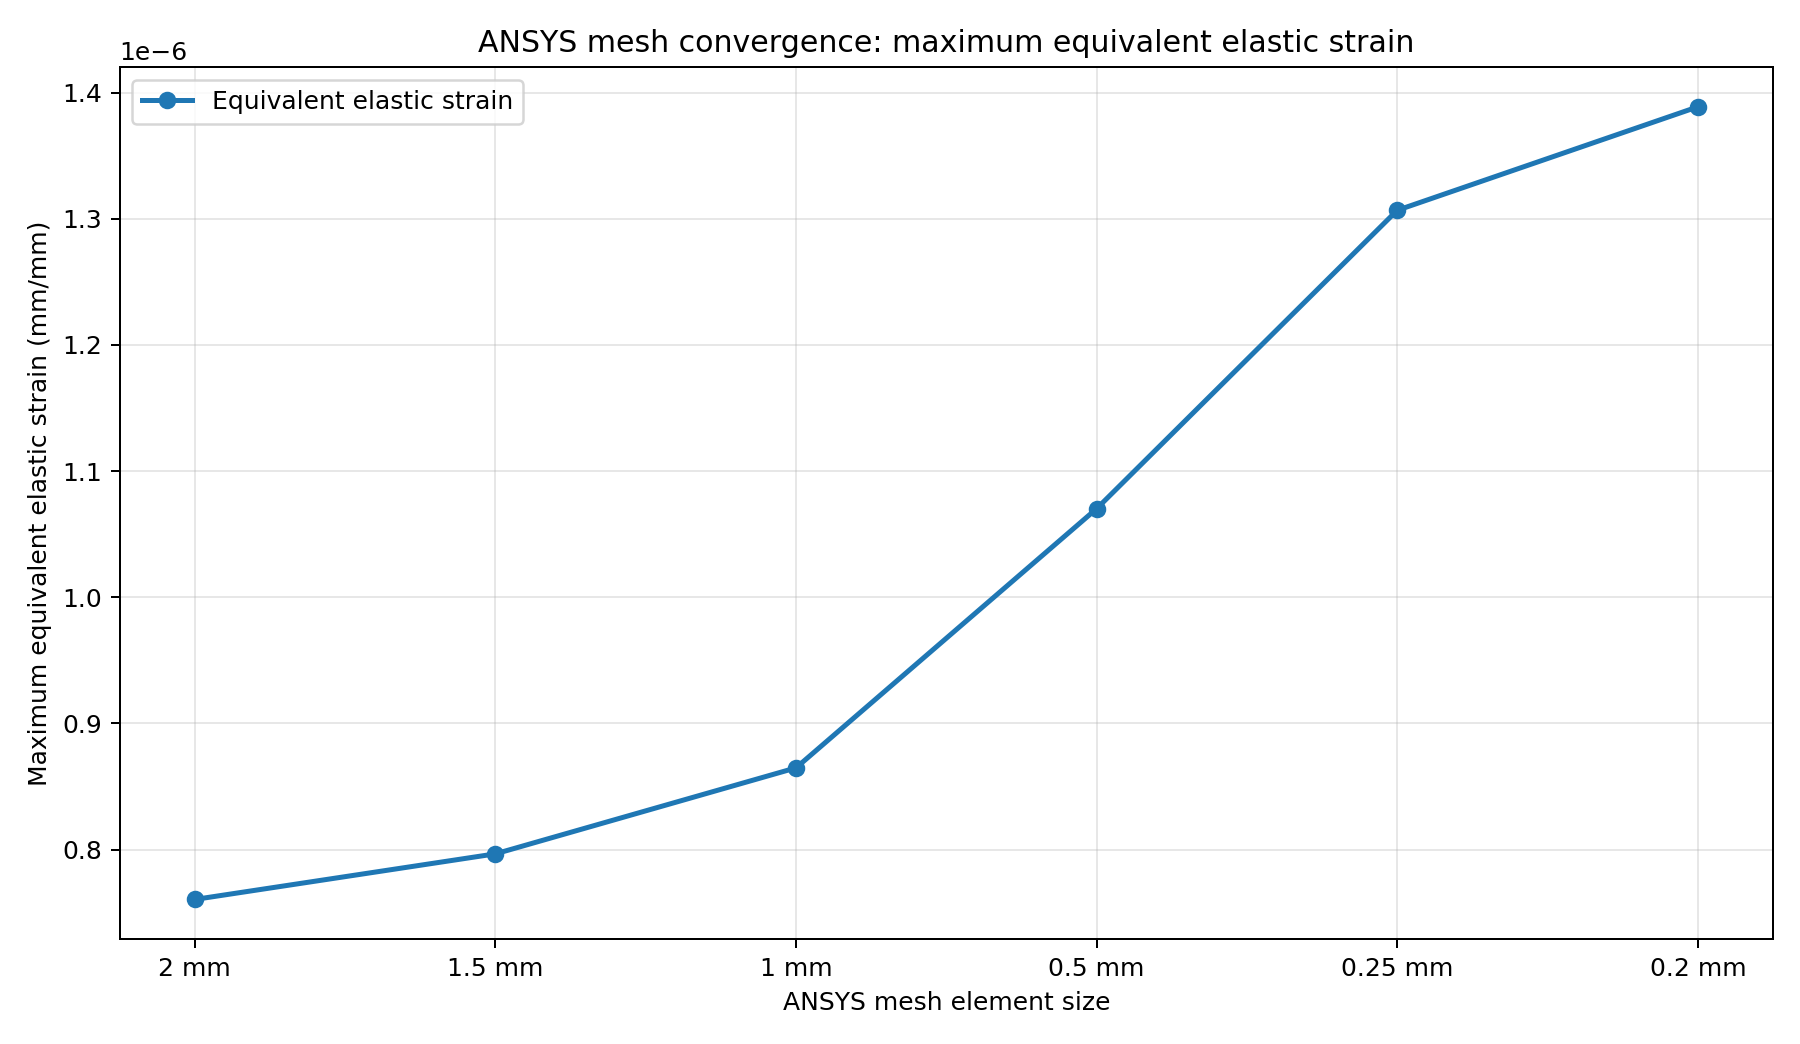 ANSYS mesh convergence: maximum equivalent elastic strain
1e−6
Equivalent elastic strain
1.4
1.3
1.2
1.1
1.0
0.9
0.8
Maximum equivalent elastic strain (mm/mm)
2 mm 1.5 mm 1 mm 0.5 mm 0.25 mm 0.2 mm
ANSYS mesh element size